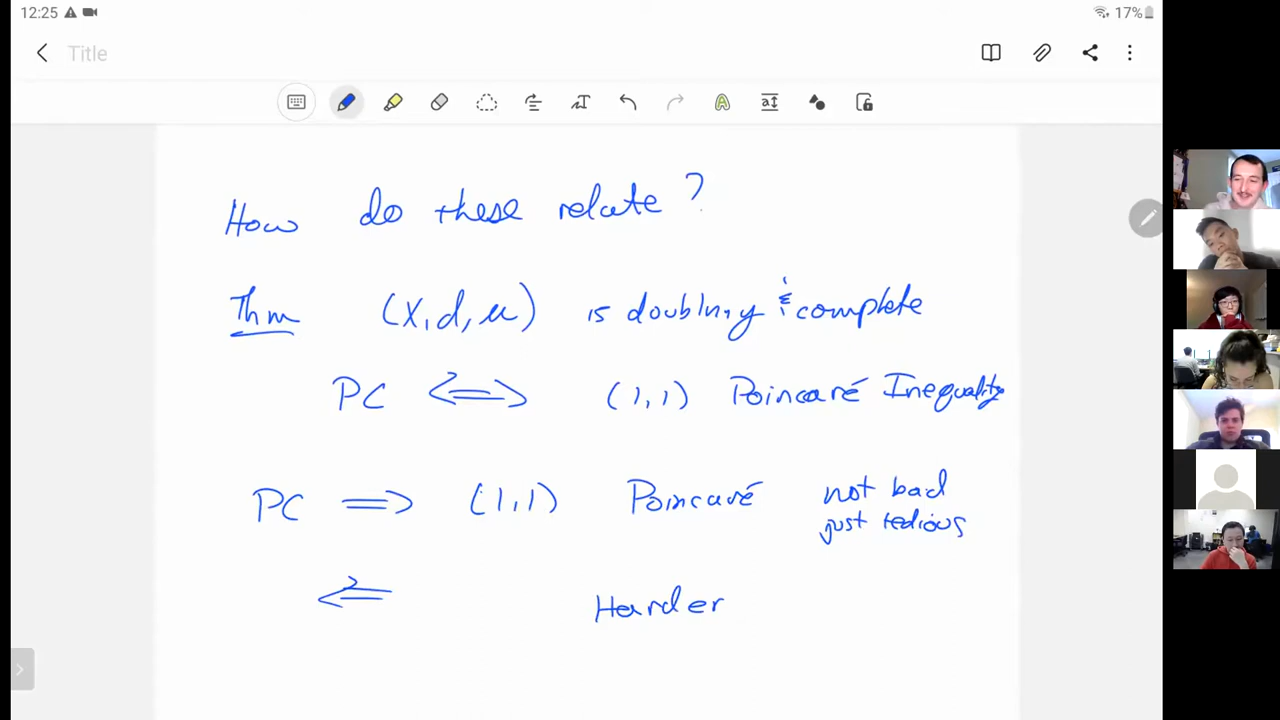 12:25
17%
Title
How do these relate?
Thm (X,d,μ) is doubling & complete
PC ⟺ (1,1) Poincaré Inequality
PC ⟹ (1,1) Poincaré not bad
just tedious
⟸ Harder